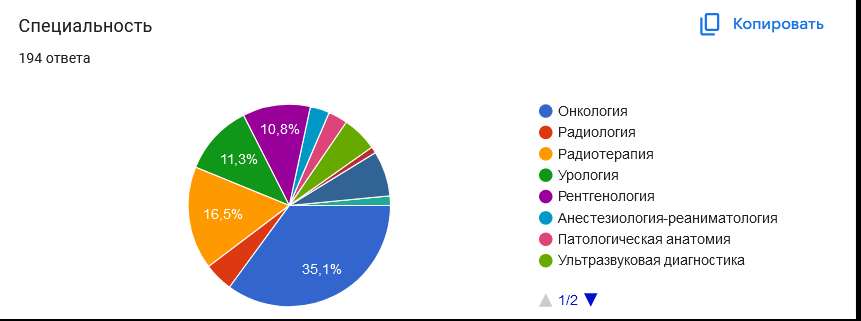 Специальность
Копировать
194 ответа
10,8%
11,3%
16,5%
35,1%
Онкология
Радиология
Радиотерапия
Урология
Рентгенология
Анестезиология-реаниматология
Патологическая анатомия
Ультразвуковая диагностика
1/2